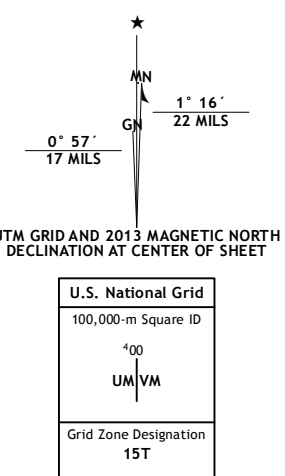 ★
MN
1° 16´
22 MILS
GN
0° 57´
17 MILS
UTM GRID AND 2013 MAGNETIC NORTH
DECLINATION AT CENTER OF SHEET
U.S. National Grid
100,000-m Square ID
⁴00
UM VM
Grid Zone Designation
15T